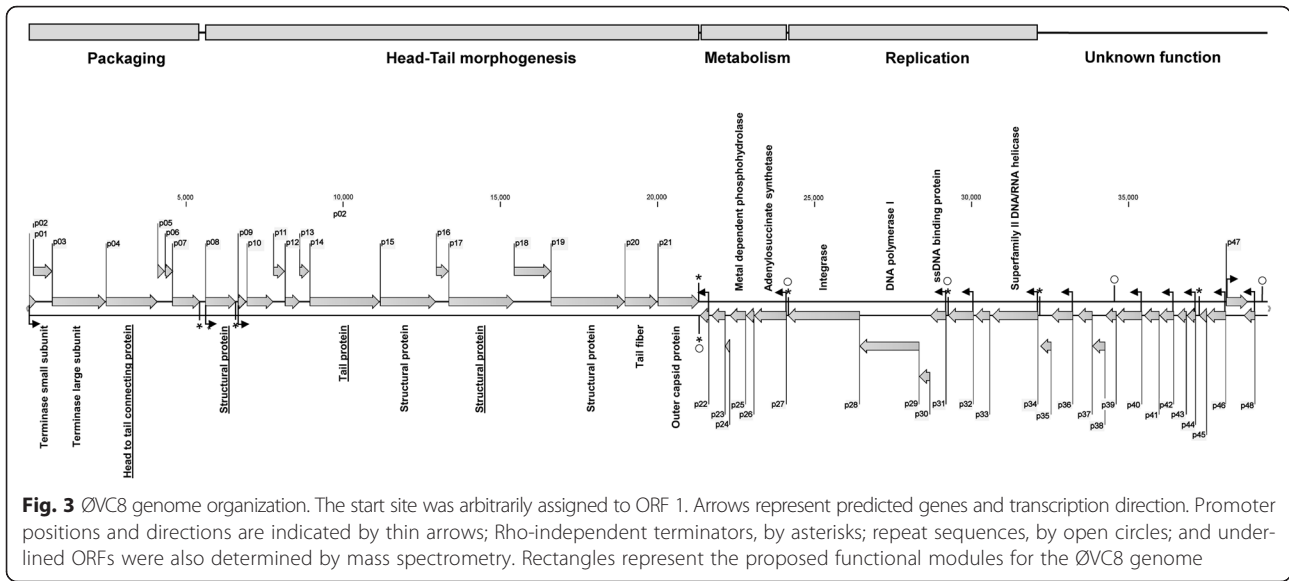 Packaging
Head-Tail morphogenesis
Metabolism
Replication
Unknown function
Metal dependent phosphohydrolase
Adenylosuccinate synthetase
Integrase
DNA polymerase I
ssDNA binding protein
Superfamily II DNA/RNA helicase
5,000
10,000
15,000
20,000
25,000
30,000
35,000
p02
p02
p01
p03
p04
p05
p06
p07
p08
p09
p10
p11
p12
p13
p14
p15
p16
p17
p18
p19
p20
p21
p47
*
*
*
*
*
*
*
*
*
*
p22
p23
p24
p25
p26
p27
p28
p29
p30
p31
p32
p33
p34
p35
p36
p37
p38
p39
p40
p41
p42
p43
p44
p45
p46
p48
Terminase small subunit
Terminase large subunit
Head to tail connecting protein
Structural protein
Tail protein
Structural protein
Structural protein
Structural protein
Tail fiber
Outer capsid protein
Fig. 3 ØVC8 genome organization. The start site was arbitrarily assigned to ORF 1. Arrows represent predicted genes and transcription direction. Promoter
positions and directions are indicated by thin arrows; Rho-independent terminators, by asterisks; repeat sequences, by open circles; and under-
lined ORFs were also determined by mass spectrometry. Rectangles represent the proposed functional modules for the ØVC8 genome